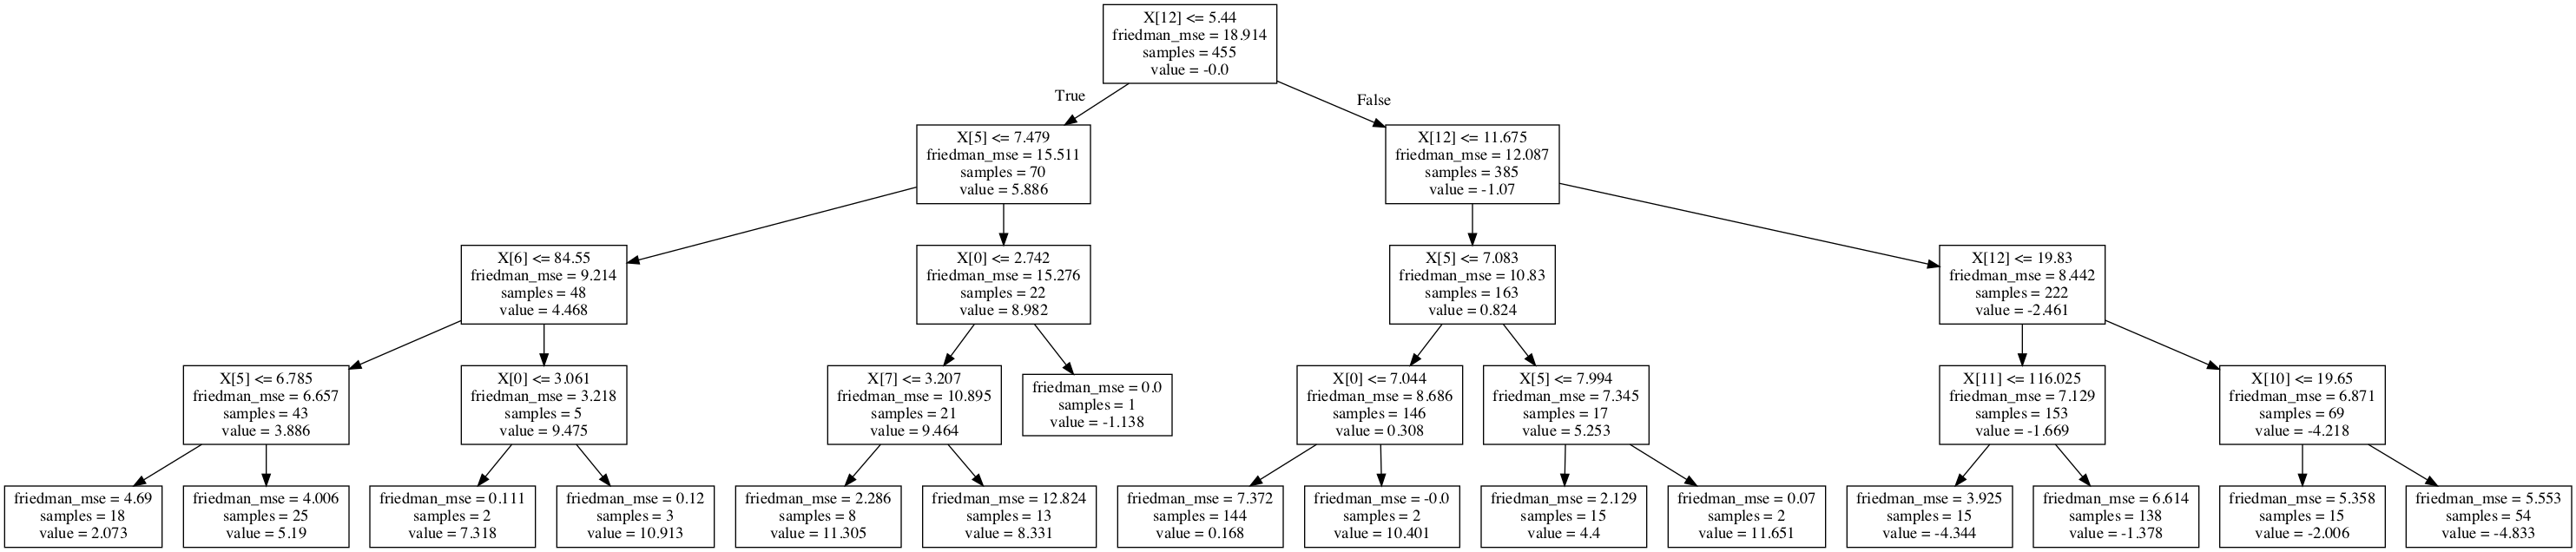 X[12] <= 5.44
friedman_mse = 18.914
samples = 455
value = -0.0
True
False
X[5] <= 7.479
friedman_mse = 15.511
samples = 70
value = 5.886
X[12] <= 11.675
friedman_mse = 12.087
samples = 385
value = -1.07
X[6] <= 84.55
friedman_mse = 9.214
samples = 48
value = 4.468
X[0] <= 2.742
friedman_mse = 15.276
samples = 22
value = 8.982
X[5] <= 7.083
friedman_mse = 10.83
samples = 163
value = 0.824
X[12] <= 19.83
friedman_mse = 8.442
samples = 222
value = -2.461
X[5] <= 6.785
friedman_mse = 6.657
samples = 43
value = 3.886
X[0] <= 3.061
friedman_mse = 3.218
samples = 5
value = 9.475
X[7] <= 3.207
friedman_mse = 10.895
samples = 21
value = 9.464
friedman_mse = 0.0
samples = 1
value = -1.138
X[0] <= 7.044
friedman_mse = 8.686
samples = 146
value = 0.308
X[5] <= 7.994
friedman_mse = 7.345
samples = 17
value = 5.253
X[11] <= 116.025
friedman_mse = 7.129
samples = 153
value = -1.669
X[10] <= 19.65
friedman_mse = 6.871
samples = 69
value = -4.218
friedman_mse = 4.69
samples = 18
value = 2.073
friedman_mse = 4.006
samples = 25
value = 5.19
friedman_mse = 0.111
samples = 2
value = 7.318
friedman_mse = 0.12
samples = 3
value = 10.913
friedman_mse = 2.286
samples = 8
value = 11.305
friedman_mse = 12.824
samples = 13
value = 8.331
friedman_mse = 7.372
samples = 144
value = 0.168
friedman_mse = -0.0
samples = 2
value = 10.401
friedman_mse = 2.129
samples = 15
value = 4.4
friedman_mse = 0.07
samples = 2
value = 11.651
friedman_mse = 3.925
samples = 15
value = -4.344
friedman_mse = 6.614
samples = 138
value = -1.378
friedman_mse = 5.358
samples = 15
value = -2.006
friedman_mse = 5.553
samples = 54
value = -4.833